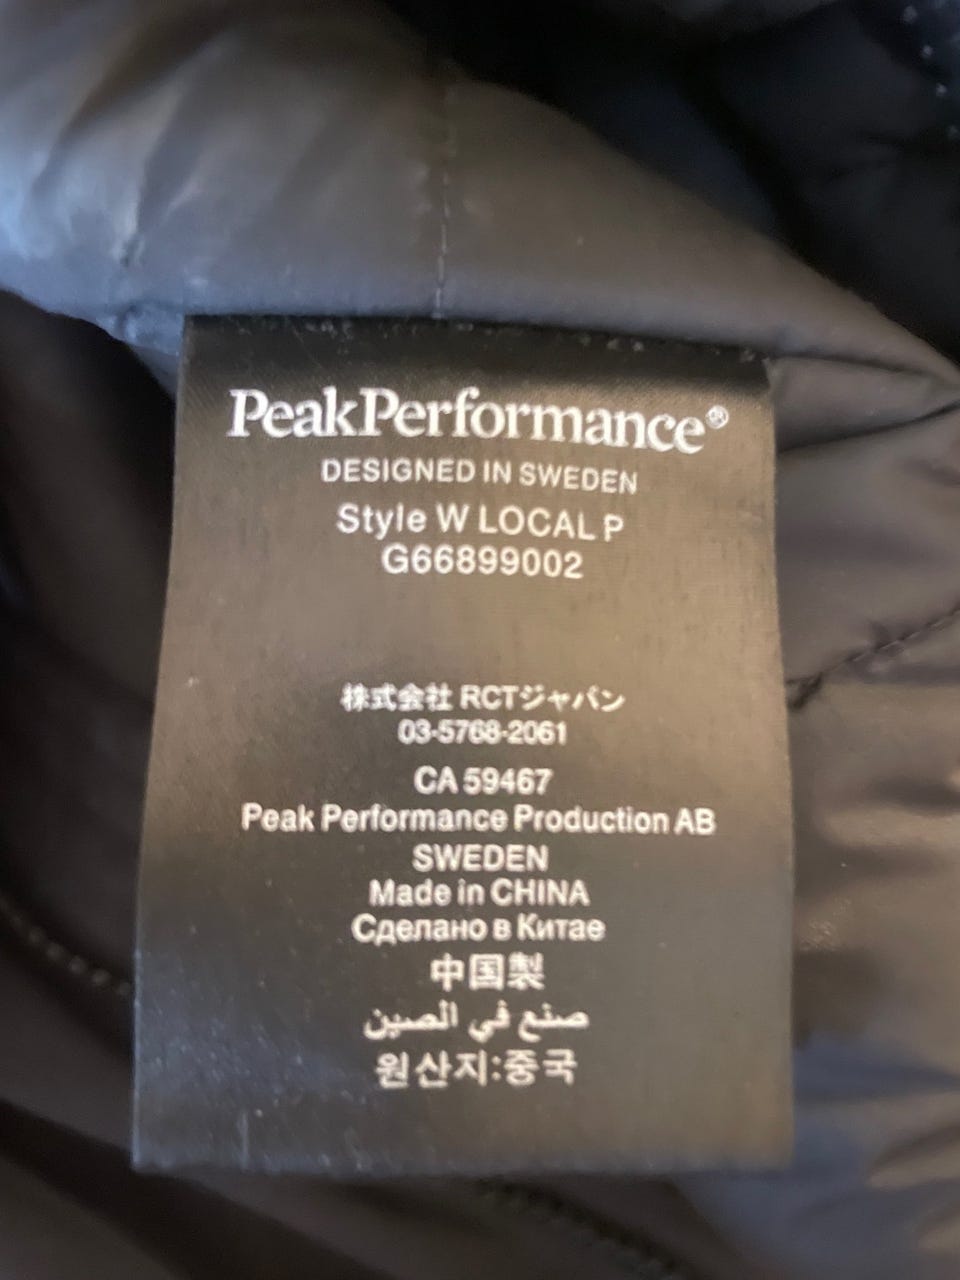 PeakPerformance®
DESIGNED IN SWEDEN
Style W LOCAL P
G66899002
株式会社 RCTジャパン
03-5768-2061
CA 59467
Peak Performance Production AB
SWEDEN
Made in CHINA
Сделано в Китае
中国製
صنع في الصين
원산지:중국